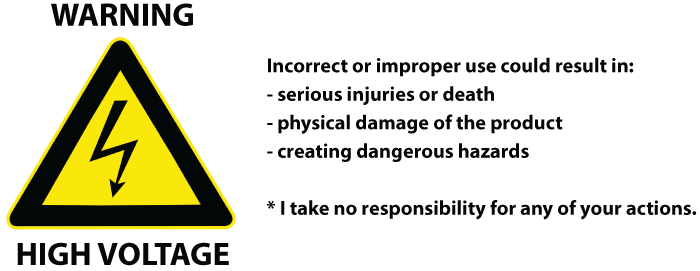 WARNING
Incorrect or improper use could result in:
- serious injuries or death
- physical damage of the product
- creating dangerous hazards
* I take no responsibility for any of your actions.
HIGH VOLTAGE